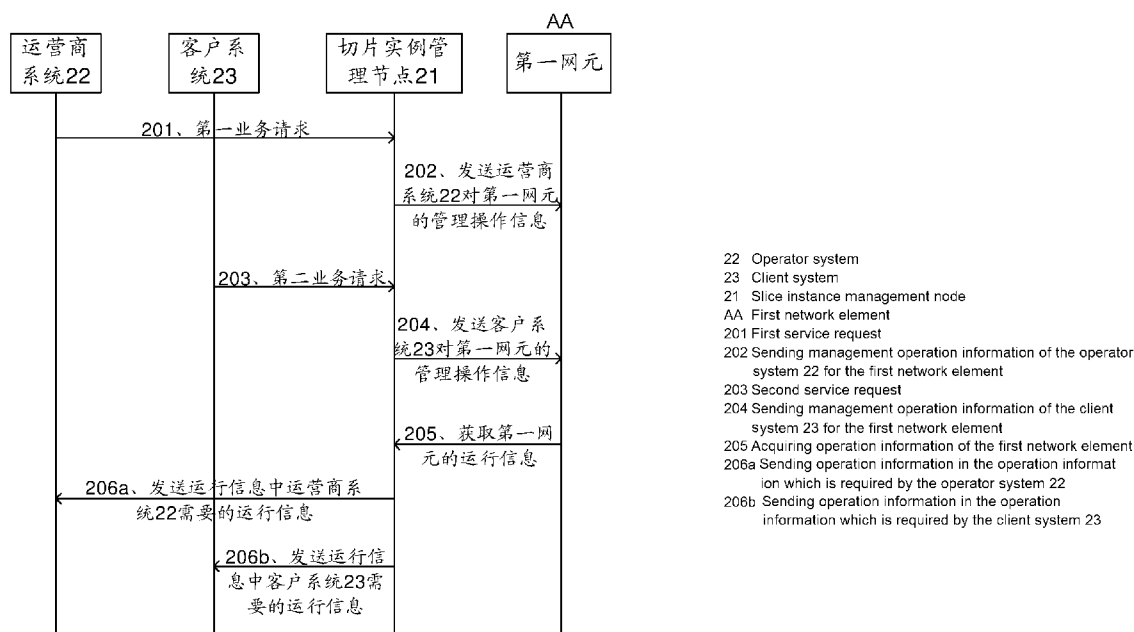 AA
运营商
系统22
客户系
统23
切片实例管
理节点21
第一网元
201、第一业务请求
202、发送运营商
系统22对第一网元
的管理操作信息
203、第二业务请求
204、发送客户系
统23对第一网元的
管理操作信息
205、获取第一网
元的运行信息
206a、发送运行信息中运营商系
统22需要的运行信息
206b、发送运行信
息中客户系统23需
要的运行信息
22 Operator system
23 Client system
21 Slice instance management node
AA First network element
201 First service request
202 Sending management operation information of the operator
system 22 for the first network element
203 Second service request
204 Sending management operation information of the client
system 23 for the first network element
205 Acquiring operation information of the first network element
206a Sending operation information in the operation informat
ion which is required by the operator system 22
206b Sending operation information in the operation
information which is required by the client system 23